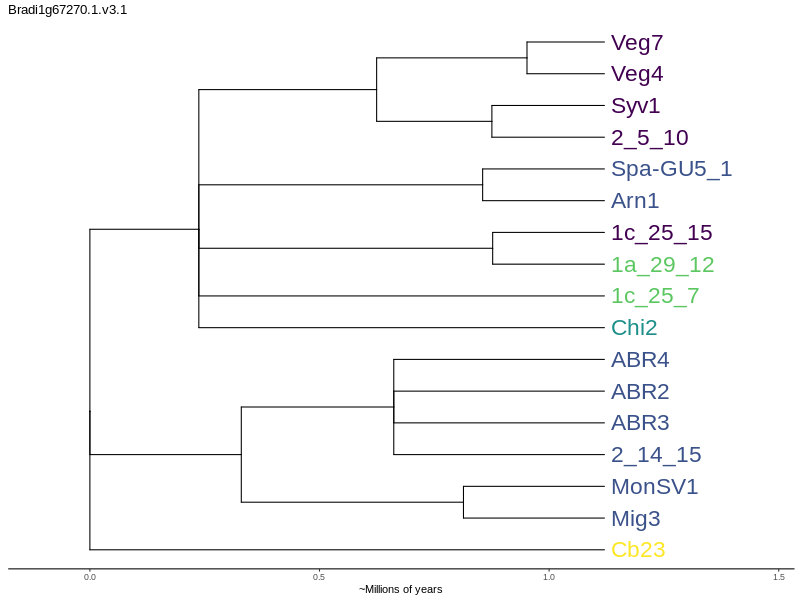 Bradi1g67270.1.v3.1
Veg7
Veg4
Syv1
2_5_10
Spa-GU5_1
Arn1
1c_25_15
1a_29_12
1c_25_7
Chi2
ABR4
ABR2
ABR3
2_14_15
MonSV1
Mig3
Cb23
0.0 0.5 1.0 1.5
~Millions of years